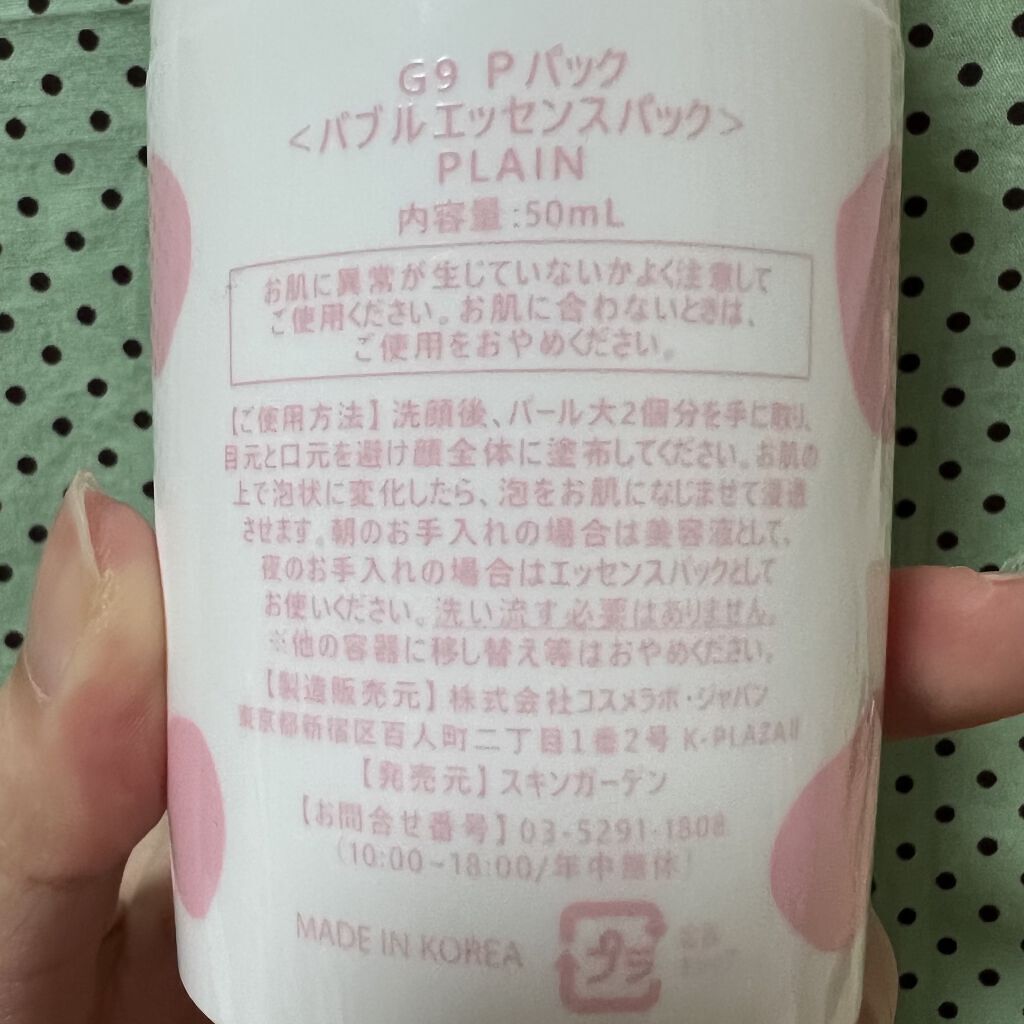 G9 Pパック
<バブルエッセンスパック>
PLAIN
内容量:50mL
お肌に異常が生じていないかよく注意して
ご使用ください。お肌に合わないときは、
ご使用をおやめください。
【ご使用方法】洗顔後、パール大2個分を手に取り、
目元と口元を避け顔全体に塗布してください。お肌の
上で泡状に変化したら、泡をお肌になじませて浸透
させます。朝のお手入れの場合は美容液として、
夜のお手入れの場合はエッセンスパックとして
お使いください。洗い流す必要はありません。
※他の容器に移し替え等はおやめください。
【製造販売元】株式会社コスメラボ・ジャパン
東京都新宿区百人町二丁目1番2号 K-PLAZAⅡ
【発売元】スキンガーデン
【お問合せ番号】03-5291-1808
(10:00~18:00/年中無休)
MADE IN KOREA
プラ